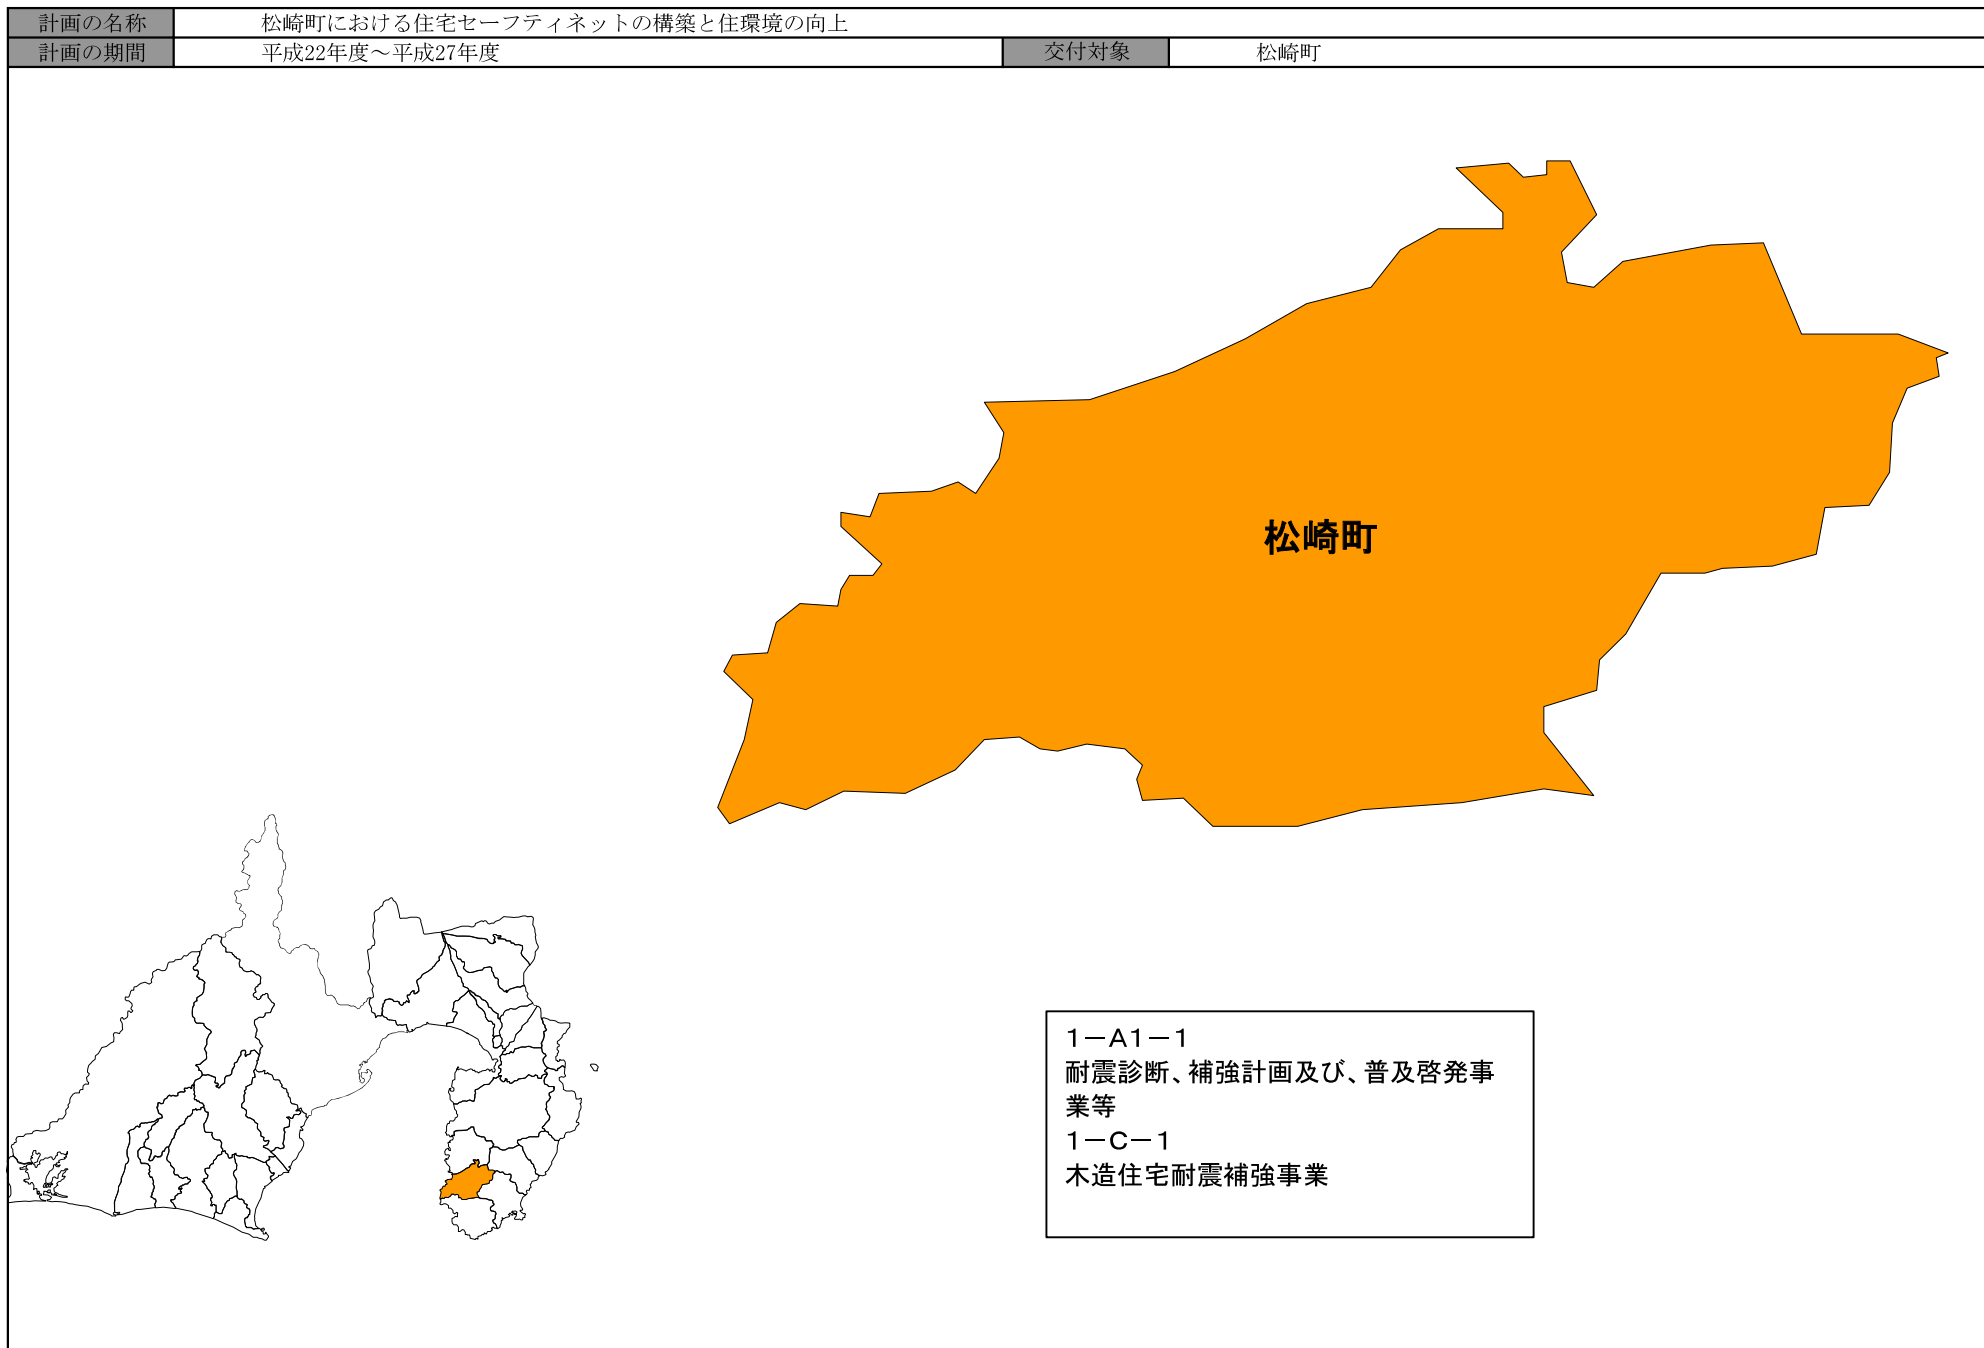 計画の名称 松崎町における住宅セーフティネットの構築と住環境の向上
計画の期間 平成22年度～平成27年度 交付対象 松崎町
松崎町
1－A1－1
耐震診断、補強計画及び、普及啓発事
業等
1－C－1
木造住宅耐震補強事業